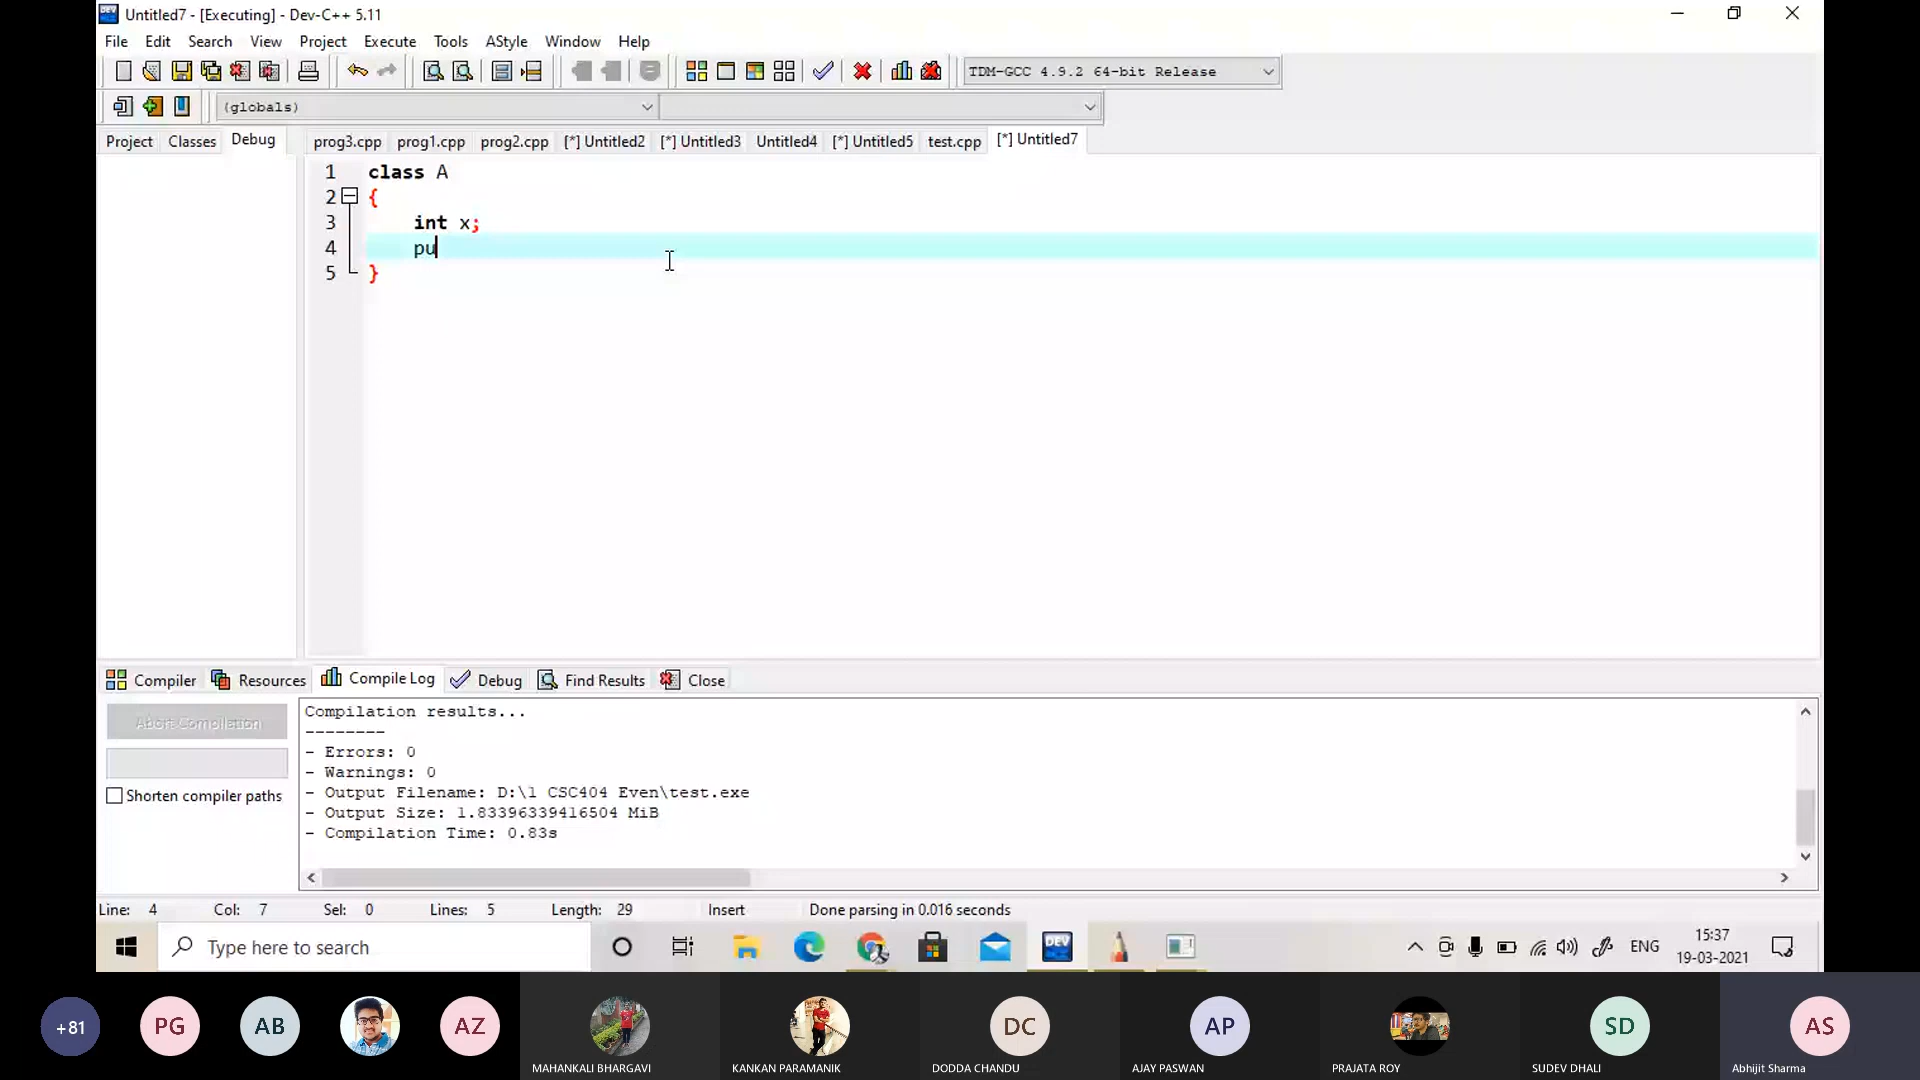 Untitled7 - [Executing] - Dev-C++ 5.11
File Edit Search View Project Execute Tools AStyle Window Help
TDM-GCC 4.9.2 64-bit Release
(globals)
Project Classes Debug
prog3.cpp prog1.cpp prog2.cpp [*] Untitled2 [*] Untitled3 Untitled4 [*] Untitled5 test.cpp [*] Untitled7
1 class A
2 {
3 int x;
4 pu
5 }
Compiler Resources Compile Log Debug Find Results Close
Abort Compilation
Shorten compiler paths
Compilation results...
--------
- Errors: 0
- Warnings: 0
- Output Filename: D:\1 CSC404 Even\test.exe
- Output Size: 1.83396339416504 MiB
- Compilation Time: 0.83s
Line: 4 Col: 7 Sel: 0 Lines: 5 Length: 29 Insert Done parsing in 0.016 seconds
Type here to search
DEV
ENG
15:37
19-03-2021
+81
PG
AB
AZ
MAHANKALI BHARGAVI
KANKAN PARAMANIK
DC
DODDA CHANDU
AP
AJAY PASWAN
PRAJATA ROY
SD
SUDEV DHALI
AS
Abhijit Sharma